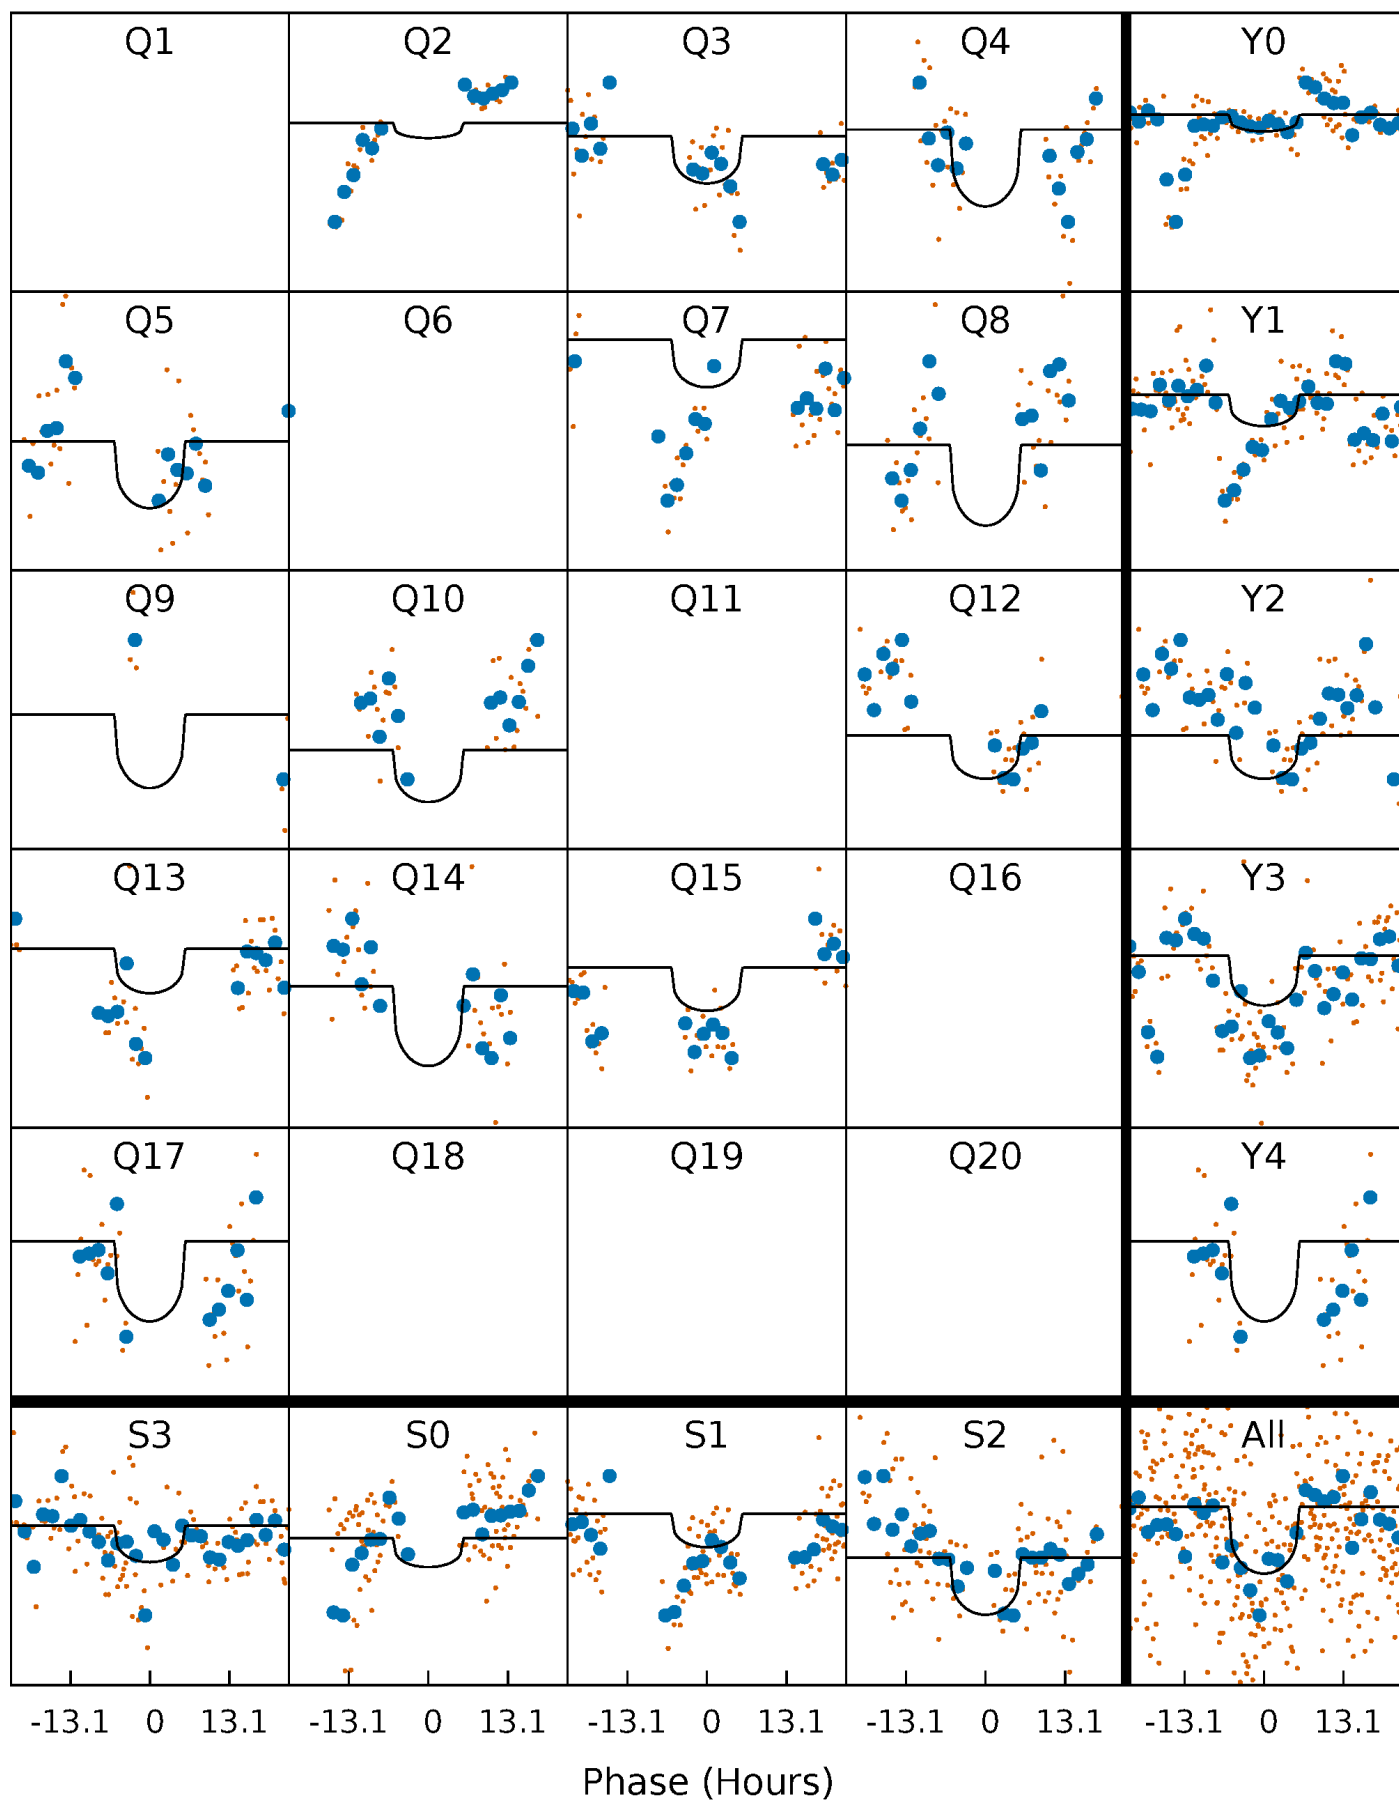 Q1 Q2 Q3 Q4 Y0
Q5 Q6 Q7 Q8 Y1
Q9 Q10 Q11 Q12 Y2
Q13 Q14 Q15 Q16 Y3
Q17 Q18 Q19 Q20 Y4
S3 S0 S1 S2 All
-13.1 0 13.1 -13.1 0 13.1 -13.1 0 13.1 -13.1 0 13.1 -13.1 0 13.1
Phase (Hours)